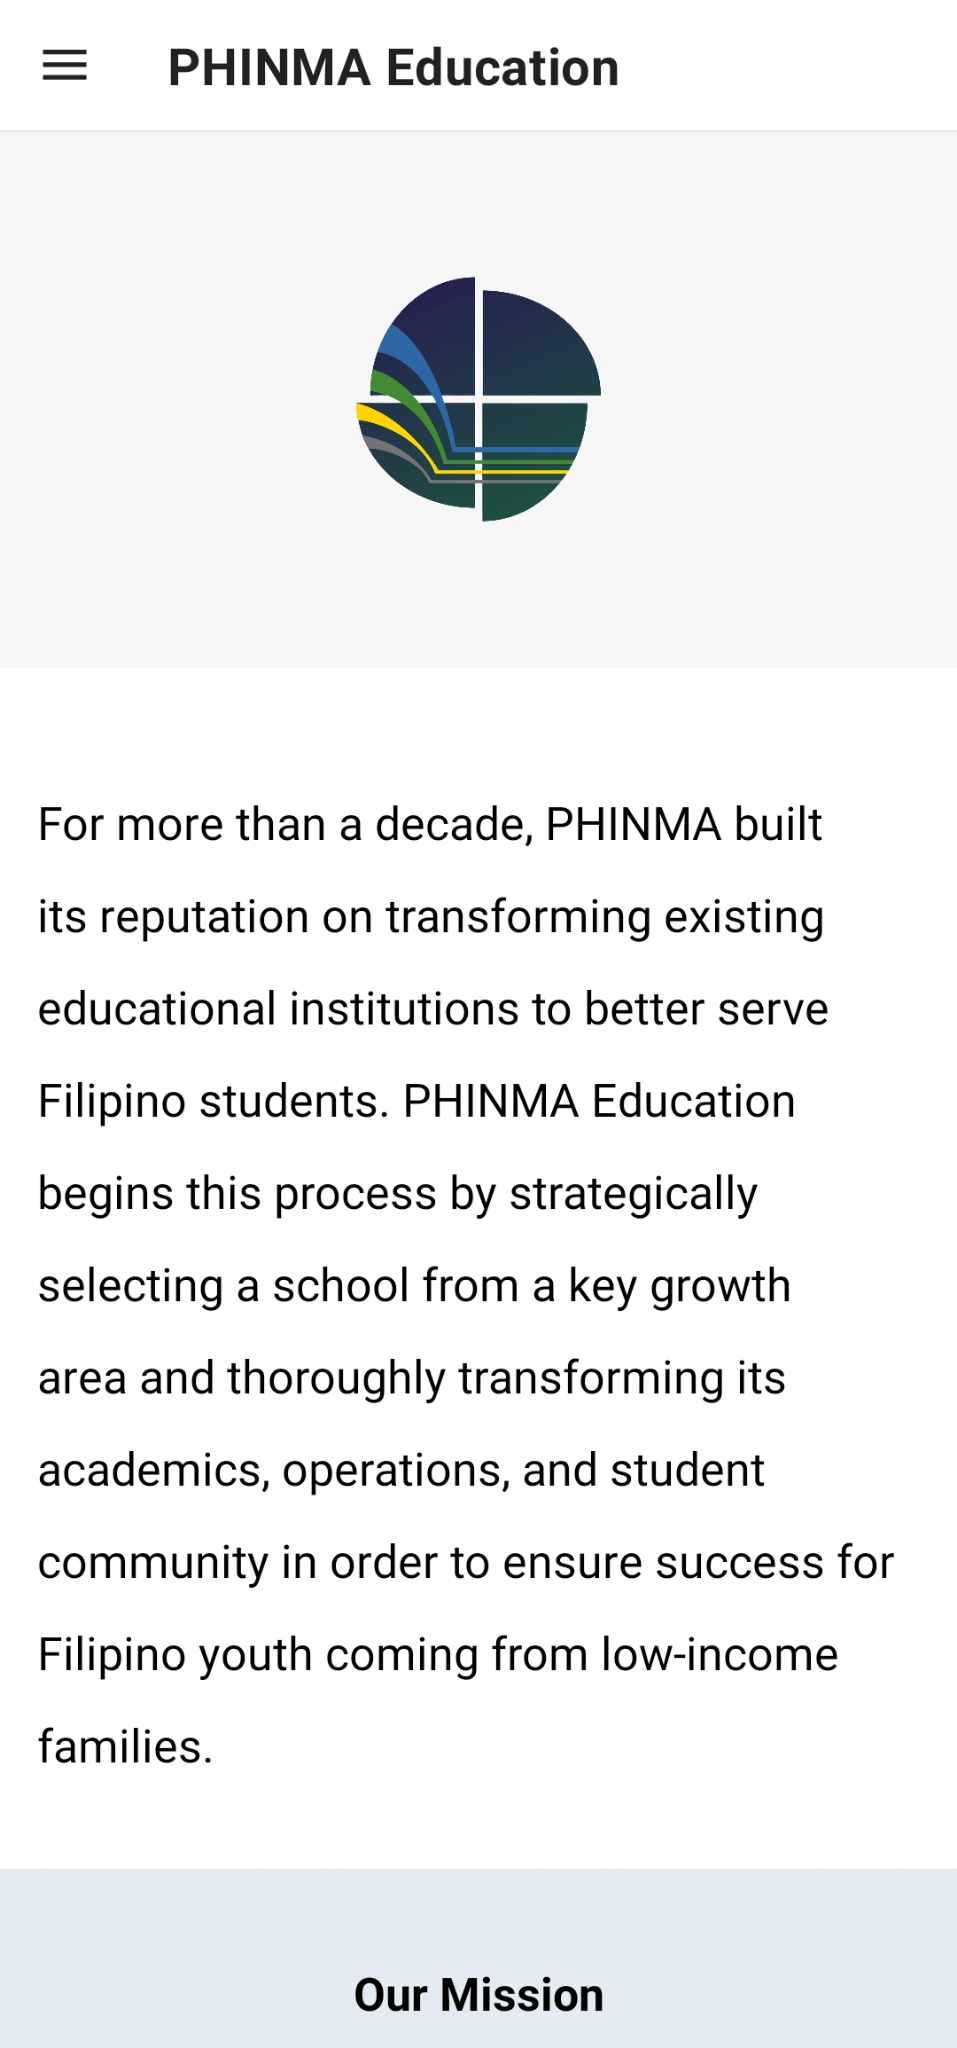 PHINMA Education
For more than a decade, PHINMA built
its reputation on transforming existing
educational institutions to better serve
Filipino students. PHINMA Education
begins this process by strategically
selecting a school from a key growth
area and thoroughly transforming its
academics, operations, and student
community in order to ensure success for
Filipino youth coming from low-income
families.
Our Mission